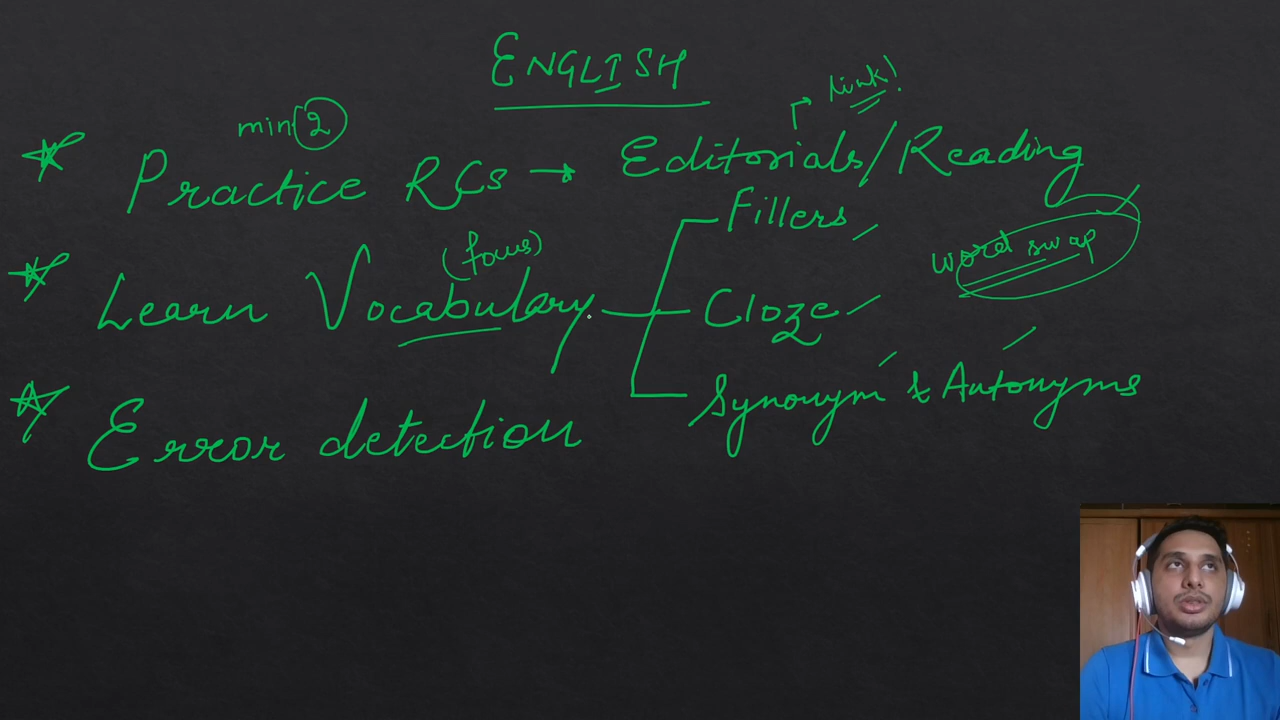 ENGLISH
Link!
min 2
Practice RCs → Editorials/Reading
Fillers
word swap
(focus)
Learn Vocabulary
Cloze
Synonym & Antonyms
Error detection